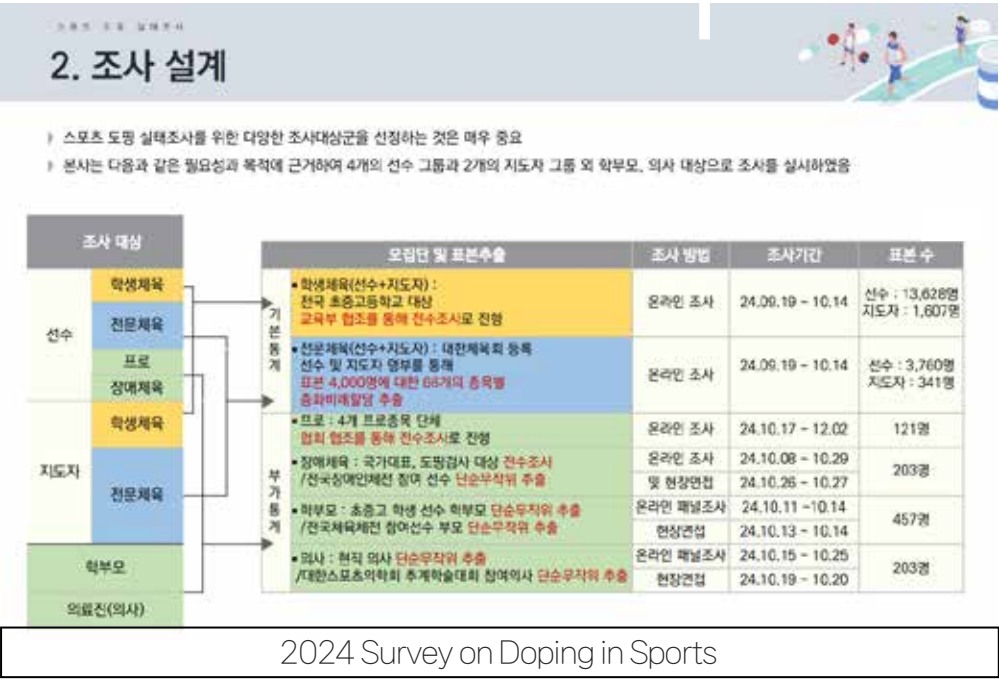 2. 조사 설계
스포츠 도핑 실태조사를 위한 다양한 조사대상군을 선정하는 것은 매우 중요
본사는 다음과 같은 필요성과 목적에 근거하여 4개의 선수 그룹과 2개의 지도자 그룹 외 학부모, 의사 대상으로 조사를 실시하였음
조사 대상
선수
학생체육
전문체육
프로
장애체육
지도자
학생체육
전문체육
학부모
의료진(의사)
모집단 및 표본추출
조사 방법
조사기간
표본 수
기본통계
• 학생체육(선수+지도자) :
전국 초중고등학교 대상
교육부 협조를 통해 전수조사로 진행
온라인 조사
24.09.19 ~ 10.14
선수 : 13,628명
지도자 : 1,607명
• 전문체육(선수+지도자) : 대한체육회 등록
선수 및 지도자 명부를 통해
표본 4,000명에 대한 66개의 종목별
층화비례할당 추출
온라인 조사
24.09.19 ~ 10.14
선수 : 3,760명
지도자 : 341명
부가통계
• 프로 : 4개 프로종목 단체
협회 협조를 통해 전수조사로 진행
온라인 조사
24.10.17 ~ 12.02
121명
• 장애체육 : 국가대표, 도핑검사 대상 전수조사
/전국장애인체전 참여 선수 단순무작위 추출
온라인 조사
24.10.08 ~ 10.29
및 현장면접
24.10.26 ~ 10.27
203명
• 학부모 : 초중고 학생 선수 학부모 단순무작위 추출
/전국체육체전 참여선수 부모 단순무작위 추출
온라인 패널조사
24.10.11 ~10.14
현장면접
24.10.13 ~ 10.14
457명
• 의사 : 현직 의사 단순무작위 추출
/대한스포츠의학회 추계학술대회 참여의사 단순무작위 추출
온라인 패널조사
24.10.15 ~ 10.25
현장면접
24.10.19 ~ 10.20
203명
2024 Survey on Doping in Sports